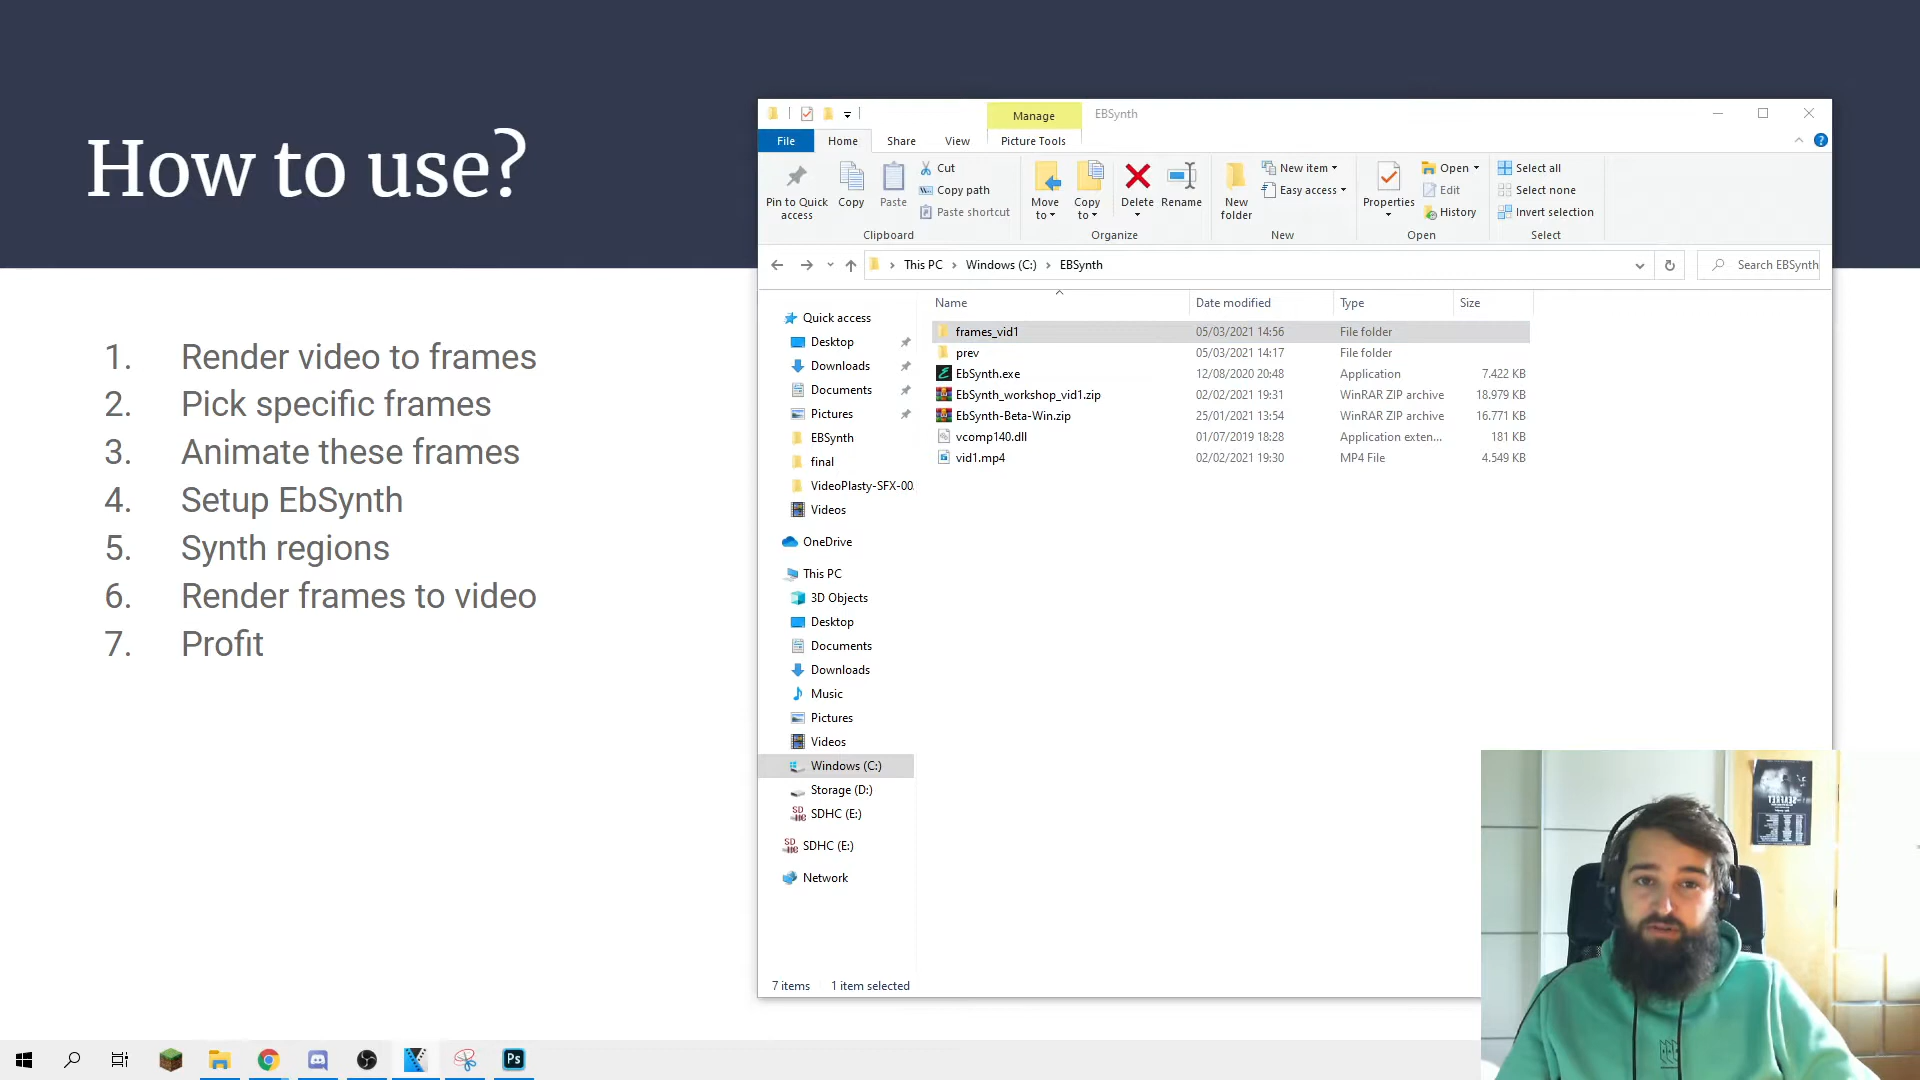 How to use?
1. Render video to frames
2. Pick specific frames
3. Animate these frames
4. Setup EbSynth
5. Synth regions
6. Render frames to video
7. Profit
Manage EBSynth
File Home Share View Picture Tools
Pin to Quick access
Copy
Paste
Cut
Copy path
Paste shortcut
Clipboard
Move to
Copy to
Delete
Rename
Organize
New folder
New item
Easy access
New
Properties
Open
Edit
History
Open
Select all
Select none
Invert selection
Select
This PC Windows (C:) EBSynth
Search EBSynth
Quick access
Desktop
Downloads
Documents
Pictures
EBSynth
final
VideoPlasty-SFX-00
Videos
OneDrive
This PC
3D Objects
Desktop
Documents
Downloads
Music
Pictures
Videos
Windows (C:)
Storage (D:)
SDHC (E:)
SDHC (E:)
Network
Name Date modified Type Size
frames_vid1 05/03/2021 14:56 File folder
prev 05/03/2021 14:17 File folder
EbSynth.exe 12/08/2020 20:48 Application 7.422 KB
EbSynth_workshop_vid1.zip 02/02/2021 19:31 WinRAR ZIP archive 18.979 KB
EbSynth-Beta-Win.zip 25/01/2021 13:54 WinRAR ZIP archive 16.771 KB
vcomp140.dll 01/07/2019 18:28 Application exten... 181 KB
vid1.mp4 02/02/2021 19:30 MP4 File 4.549 KB
7 items 1 item selected
Ps